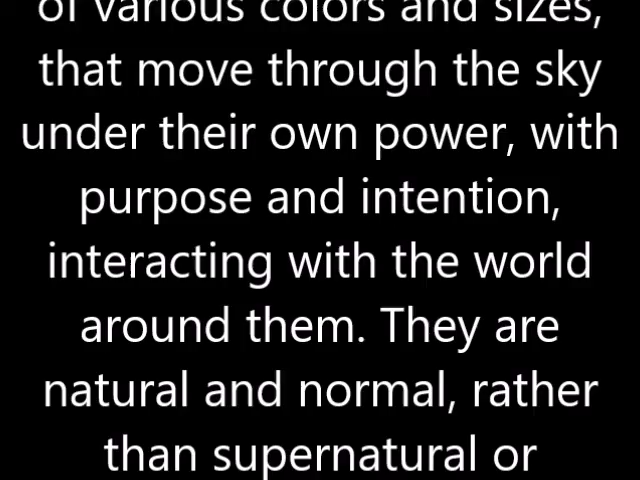 of various colors and sizes,
that move through the sky
under their own power, with
purpose and intention,
interacting with the world
around them. They are
natural and normal, rather
than supernatural or